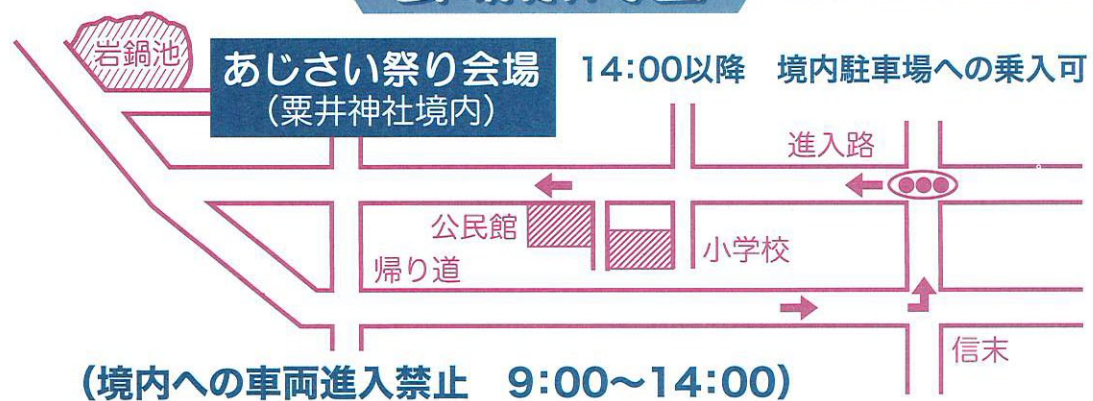 岩鍋池
あじさい祭り会場
(粟井神社境内)
14:00以降　境内駐車場への乗入可
進入路
公民館
小学校
帰り道
信末
(境内への車両進入禁止　9:00〜14:00)